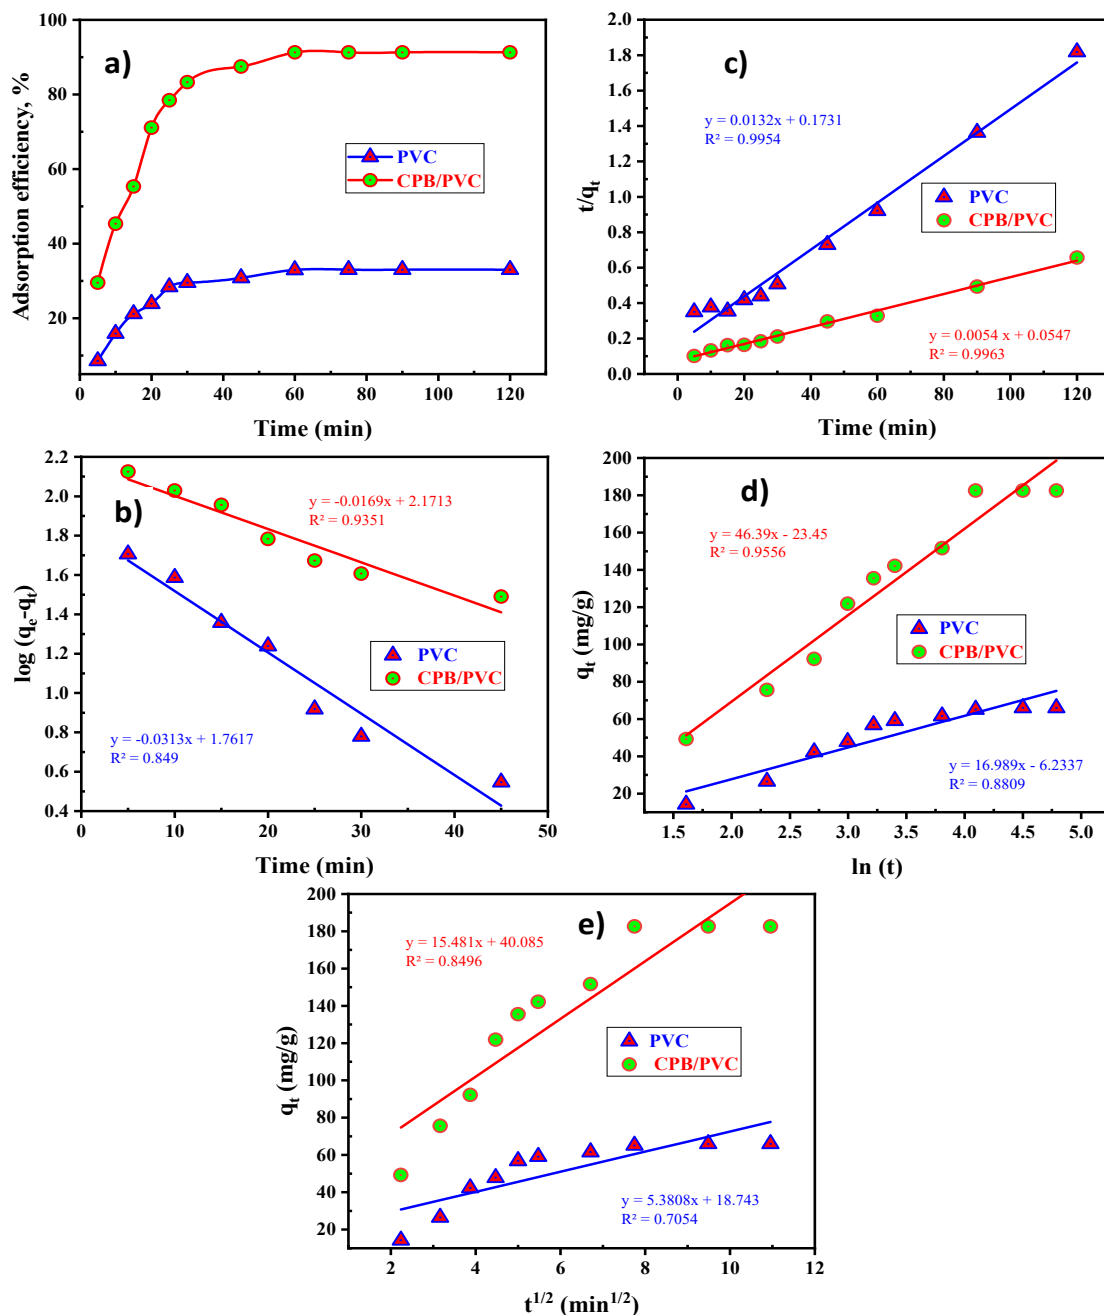 a)
Adsorption efficiency, %
100
80
60
40
20
0
20
40
60
80
100
120
Time (min)
PVC
CPB/PVC
c)
t/qt
2.0
1.8
1.6
1.4
1.2
1.0
0.8
0.6
0.4
0.2
0.0
0
20
40
60
80
100
120
Time (min)
y = 0.0132x + 0.1731
R² = 0.9954
PVC
CPB/PVC
y = 0.0054 x + 0.0547
R² = 0.9963
b)
log (qe-qt)
2.2
2.0
1.8
1.6
1.4
1.2
1.0
0.8
0.6
0.4
0
10
20
30
40
50
Time (min)
y = -0.0169x + 2.1713
R² = 0.9351
PVC
CPB/PVC
y = -0.0313x + 1.7617
R² = 0.849
d)
qt (mg/g)
200
180
160
140
120
100
80
60
40
20
1.5
2.0
2.5
3.0
3.5
4.0
4.5
5.0
ln (t)
y = 46.39x - 23.45
R² = 0.9556
PVC
CPB/PVC
y = 16.989x - 6.2337
R² = 0.8809
e)
qt (mg/g)
200
180
160
140
120
100
80
60
40
20
2
4
6
8
10
12
t1/2 (min1/2)
y = 15.481x + 40.085
R² = 0.8496
PVC
CPB/PVC
y = 5.3808x + 18.743
R² = 0.7054